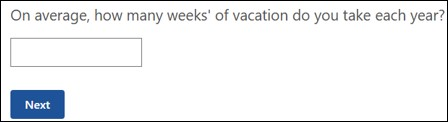 On average, how many weeks' of vacation do you take each year?
Next